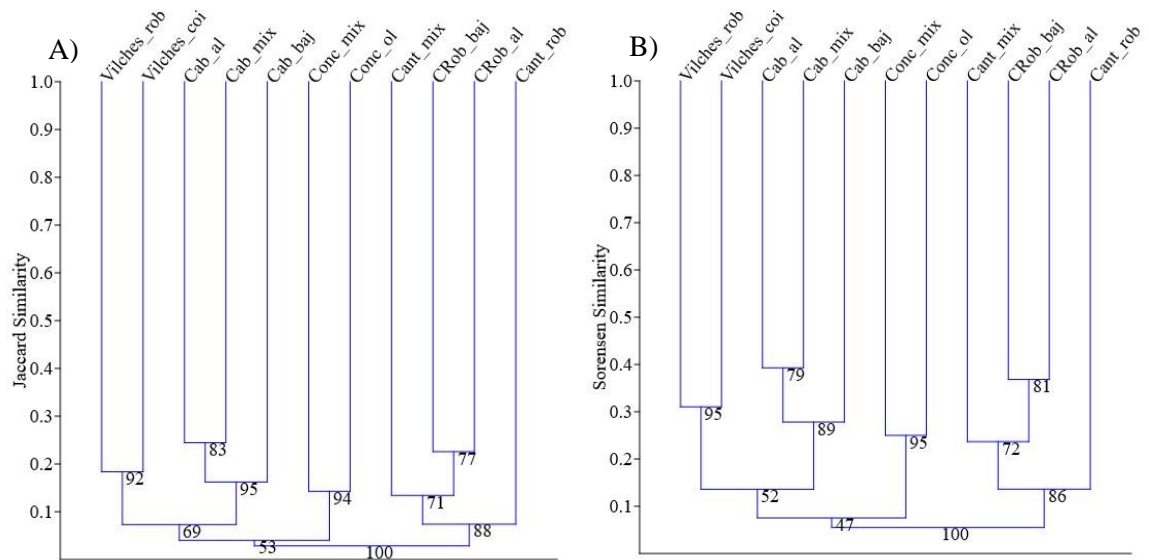 A)
Vilches_rob
Vilches_coi
Cab_al
Cab_mix
Cab_baj
Conc_mix
Conc_ol
Cant_mix
CRob_baj
CRob_al
Cant_rob
1.0
0.9
0.8
0.7
0.6
0.5
0.4
0.3
0.2
0.1
Jaccard Similarity
83
77
92
95
94
71
69
88
53
100
B)
Vilches_rob
Vilches_coi
Cab_al
Cab_mix
Cab_baj
Conc_mix
Conc_ol
Cant_mix
CRob_baj
CRob_al
Cant_rob
1.0
0.9
0.8
0.7
0.6
0.5
0.4
0.3
0.2
0.1
Sorensen Similarity
79
81
95
89
95
72
52
86
47
100